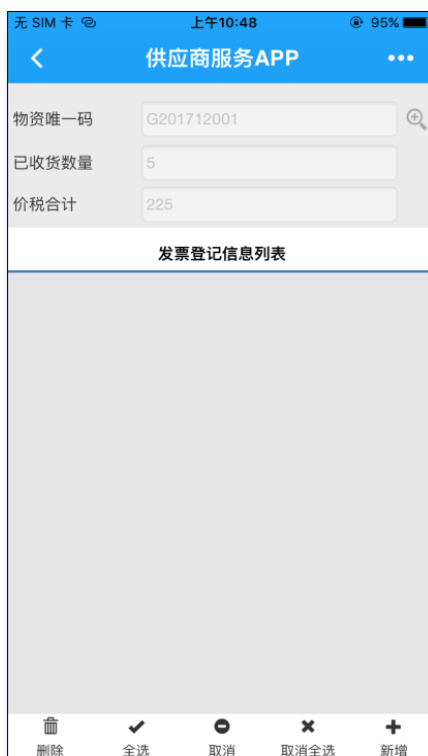 无 SIM 卡 上午10:48 95%
供应商服务APP
物资唯一码 G201712001
已收货数量 5
价税合计 225
发票登记信息列表
删除 全选 取消 取消全选 新增